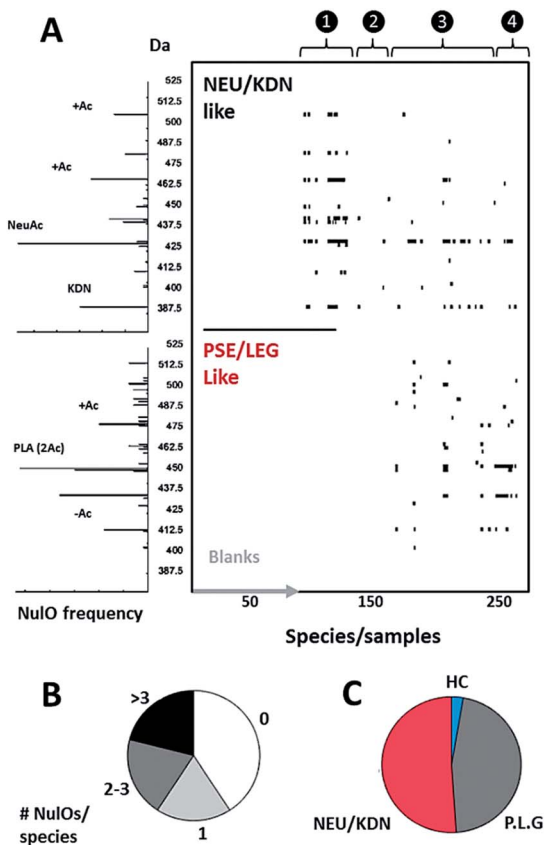 A
Da
1
2
3
4
NEU/KDN
like
525
512.5
500
487.5
475
462.5
450
437.5
425
412.5
400
387.5
+Ac
+Ac
NeuAc
KDN
PSE/LEG
Like
525
512.5
500
487.5
475
462.5
450
437.5
425
412.5
400
387.5
+Ac
PLA (2Ac)
-Ac
Blanks
NulO frequency
50
150
250
Species/samples
B
>3
0
2-3
1
# NulOs/
species
C
HC
NEU/KDN
P.L.G